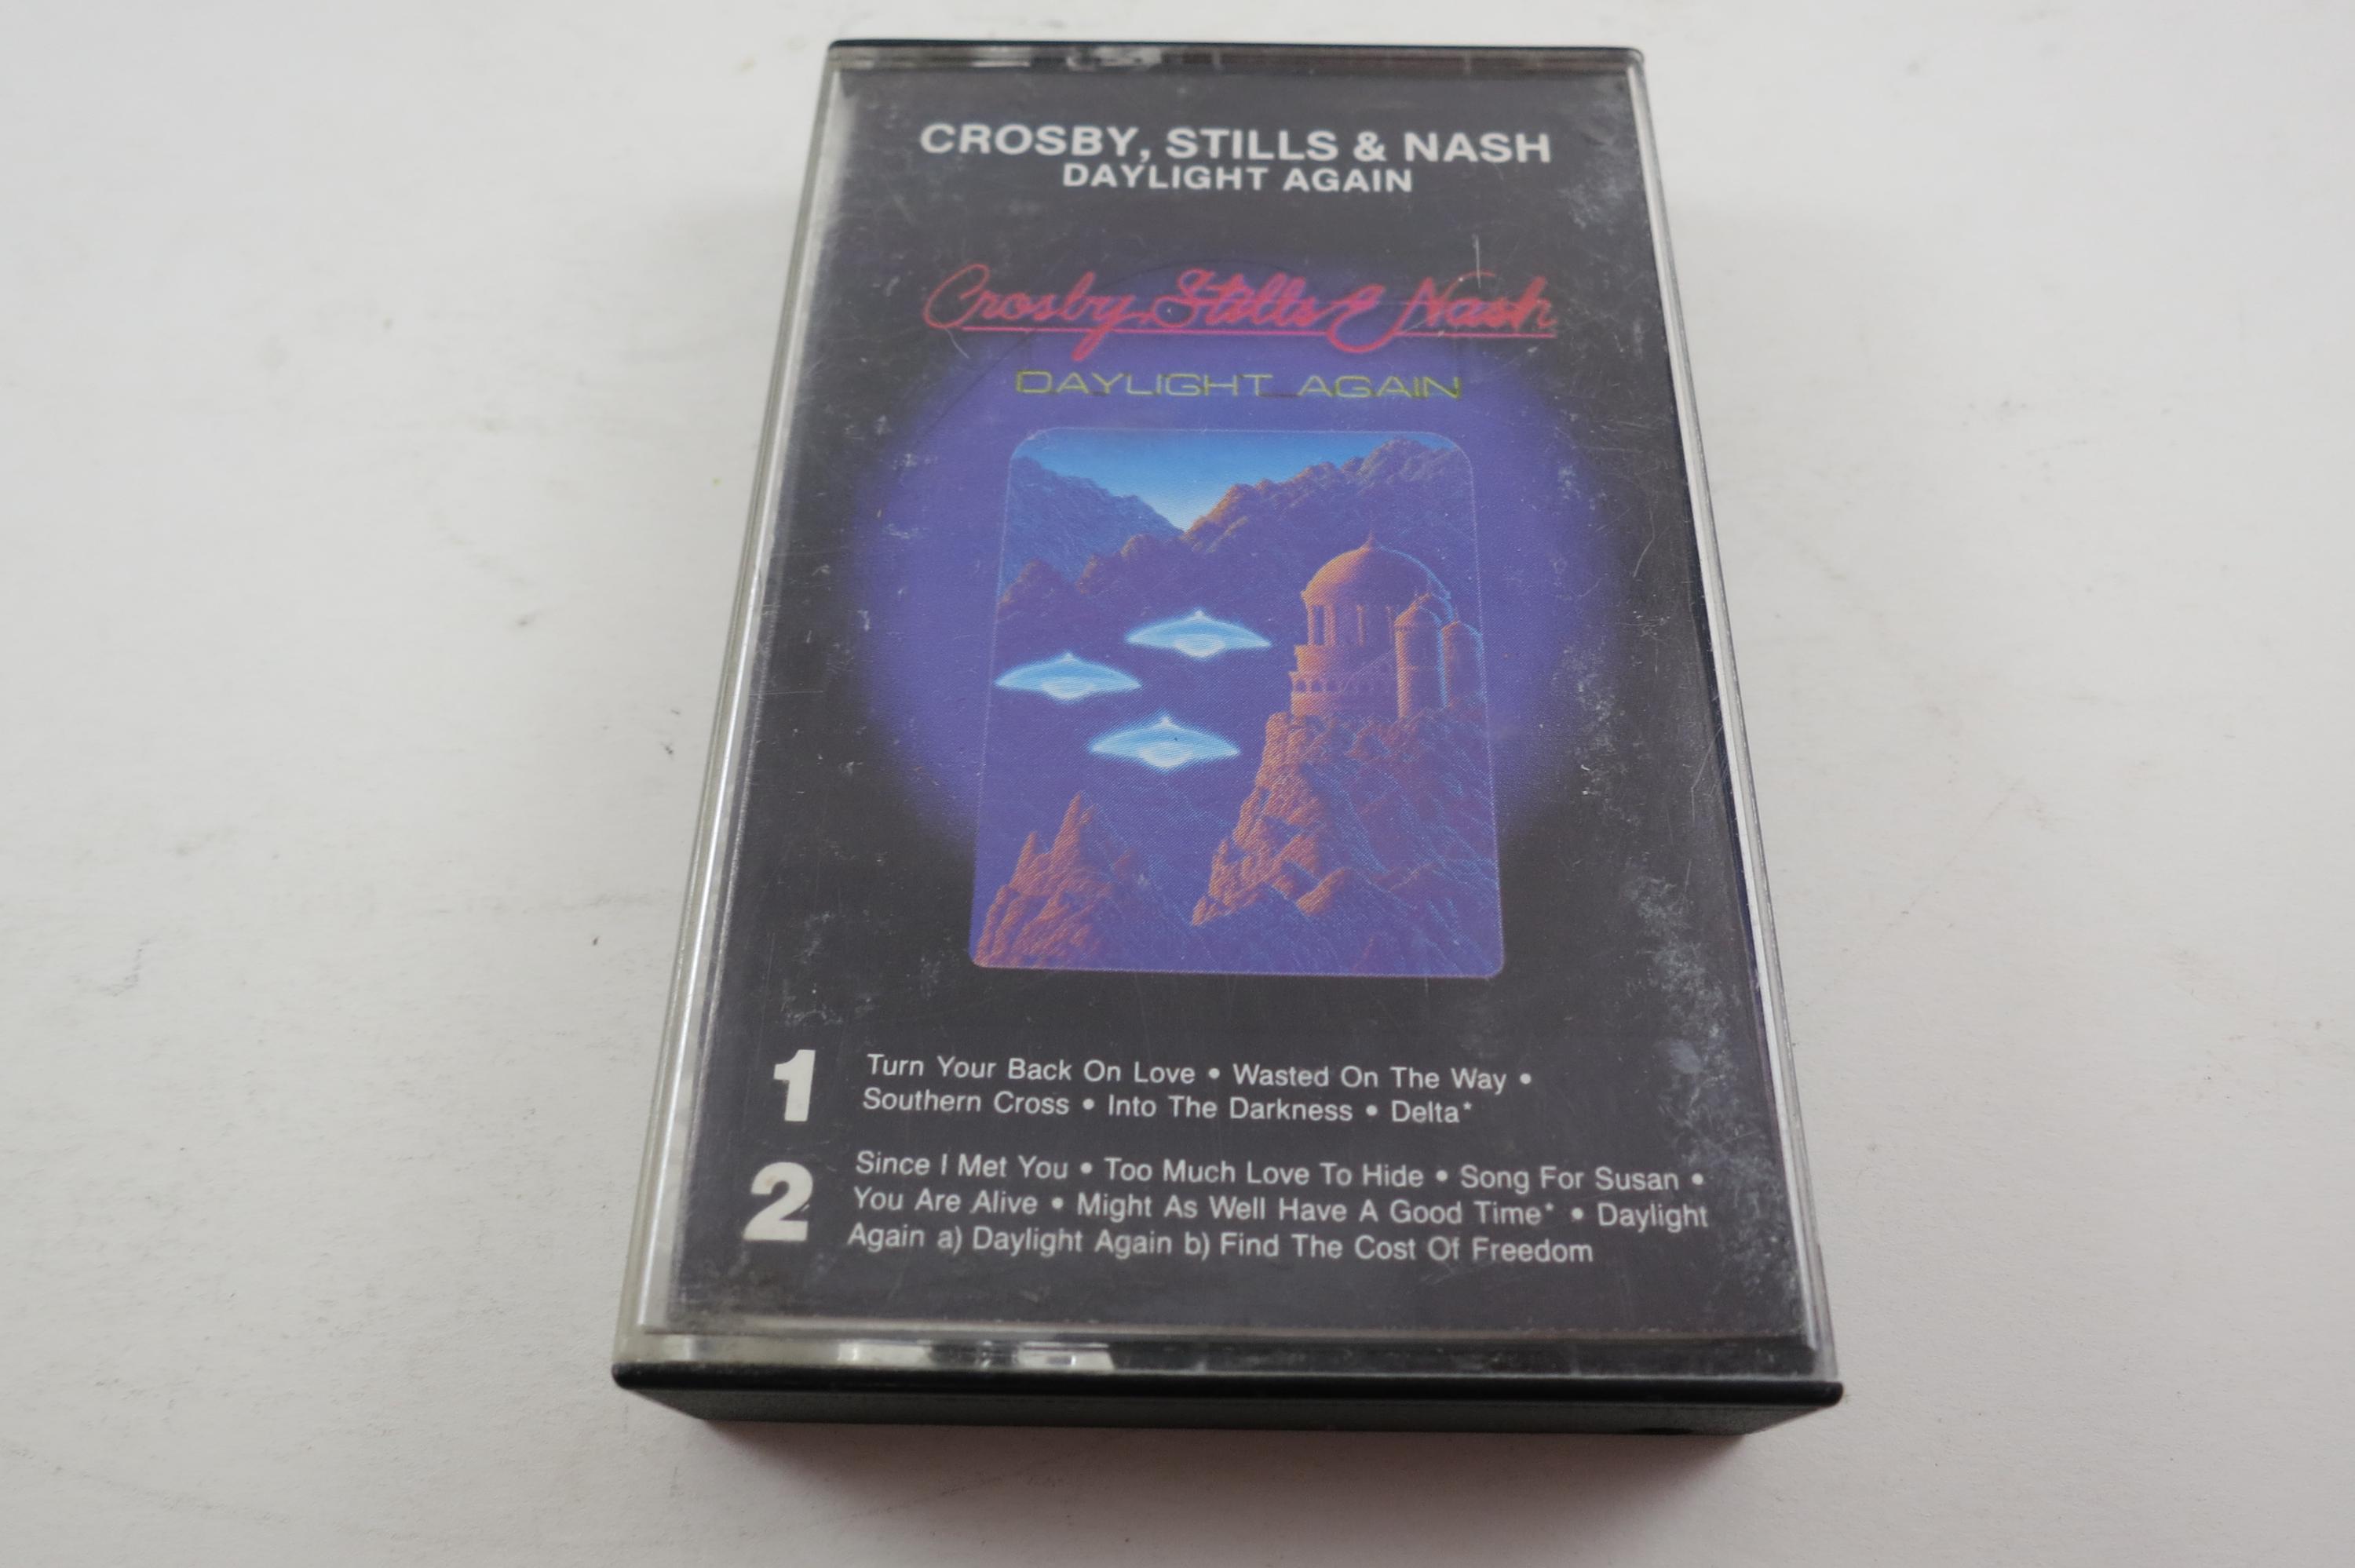 CROSBY, STILLS & NASH
DAYLIGHT AGAIN
Crosby, Stills & Nash
DAYLIGHT AGAIN
1
Turn Your Back On Love • Wasted On The Way •
Southern Cross • Into The Darkness • Delta*
2
Since I Met You • Too Much Love To Hide • Song For Susan •
You Are Alive • Might As Well Have A Good Time* • Daylight
Again a) Daylight Again b) Find The Cost Of Freedom